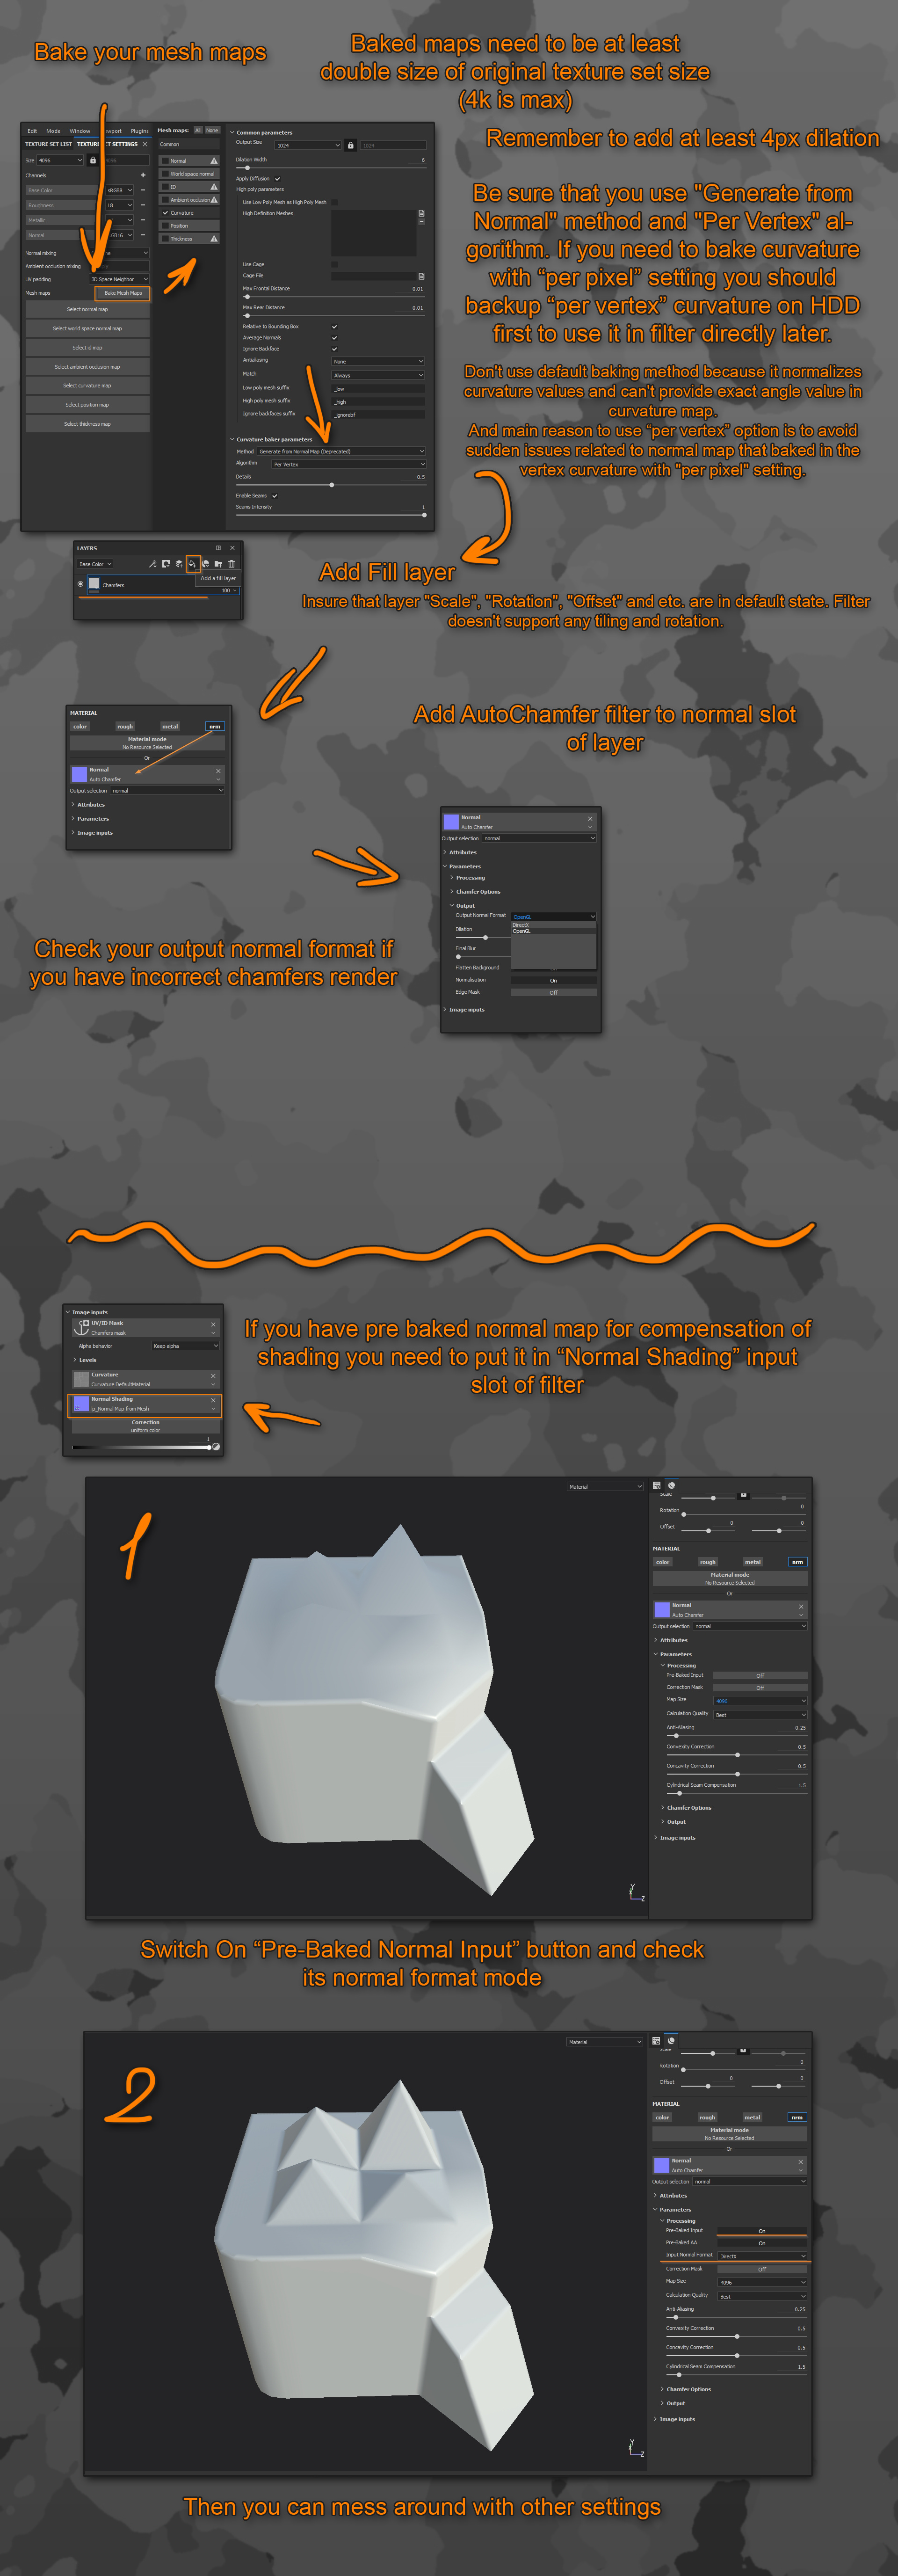 Bake your mesh maps
Baked maps need to be at least
double size of original texture set size
(4k is max)
Remember to add at least 4px dilation
Be sure that you use "Generate from
Normal" method and "Per Vertex" al-
gorithm. If you need to bake curvature
with “per pixel” setting you should
backup “per vertex” curvature on HDD
first to use it in filter directly later.
Don't use default baking method because it normalizes
curvature values and can't provide exact angle value in
curvature map.
And main reason to use “per vertex” option is to avoid
sudden issues related to normal map that baked in the
vertex curvature with "per pixel" setting.
Edit Mode Window Plugins
TEXTURE SET LIST
Size 4096
Channels
Base Color sRGB8
Roughness L8
Metallic
Normal
Normal mixing
Ambient occlusion mixing
UV padding 3D Space Neighbor
Mesh maps Bake Mesh Maps
Select normal map
Select world space normal map
Select id map
Select ambient occlusion map
Select curvature map
Select position map
Select thickness map
Mesh maps: All None
Common
Normal
World space normal
ID
Ambient occlusion
Curvature
Position
Thickness
Common parameters
Output Size 1024 1024
Dilation Width 6
Apply Diffusion
High poly parameters
Use Low Poly Mesh as High Poly Mesh
High Definition Meshes
Use Cage
Cage File
Max Frontal Distance 0.01
Max Rear Distance 0.01
Relative to Bounding Box
Average Normals
Ignore Backface
Antialiasing None
Match Always
Low poly mesh suffix _low
High poly mesh suffix _high
Ignore backfaces suffix _ignorebf
Curvature baker parameters
Method Generate from Normal Map (Deprecated)
Algorithm Per Vertex
Details 0.5
Enable Seams
Seams Intensity 1
LAYERS
Base Color
Add a fill layer
Chamfers
100
Add Fill layer
Insure that layer "Scale", "Rotation", "Offset" and etc. are in default state. Filter
doesn't support any tiling and rotation.
MATERIAL
color rough metal nrm
Material mode
No Resource Selected
Or
Normal
Auto Chamfer
Output selection normal
Attributes
Parameters
Image inputs
Add AutoChamfer filter to normal slot
of layer
Normal
Auto Chamfer
Output selection normal
Attributes
Parameters
Processing
Chamfer Options
Output
Output Normal Format OpenGL
DirectX
OpenGL
Dilation
Final Blur
Flatten Background
Normalisation On
Edge Mask Off
Image inputs
Check your output normal format if
you have incorrect chamfers render
Image inputs
UV/ID Mask
Chamfers mask
Alpha behavior Keep alpha
Levels
Curvature
Curvature DefaultMaterial
Normal Shading
lp_Normal Map from Mesh
Correction
uniform color
1
If you have pre baked normal map for compensation of
shading you need to put it in “Normal Shading” input
slot of filter
1
Material
Scale
Rotation 0
Offset 0 0
MATERIAL
color rough metal nrm
Material mode
No Resource Selected
Or
Normal
Auto Chamfer
Output selection normal
Attributes
Parameters
Processing
Pre-Baked Input Off
Correction Mask Off
Map Size 4096
Calculation Quality Best
Anti-Aliasing 0.25
Convexity Correction 0.5
Concavity Correction 0.5
Cylindrical Seam Compensation 1.5
Chamfer Options
Output
Image inputs
Y
Z
Switch On “Pre-Baked Normal Input” button and check
its normal format mode
2
Material
Scale
Rotation 0
Offset 0 0
MATERIAL
color rough metal nrm
Material mode
No Resource Selected
Or
Normal
Auto Chamfer
Output selection normal
Attributes
Parameters
Processing
Pre-Baked Input On
Pre-Baked AA On
Input Normal Format DirectX
Correction Mask Off
Map Size 4096
Calculation Quality Best
Anti-Aliasing 0.25
Convexity Correction 0.5
Concavity Correction 0.5
Cylindrical Seam Compensation 1.5
Chamfer Options
Output
Image inputs
Y
Z
Then you can mess around with other settings